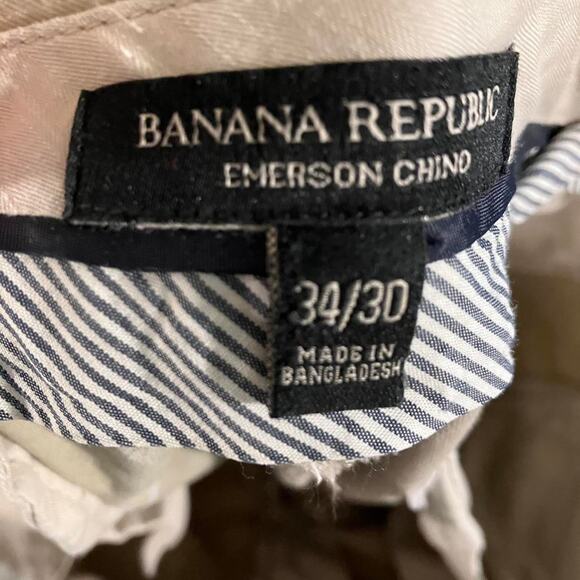 BANANA REPUBLIC
EMERSON CHINO
34/30
MADE IN
BANGLADESH